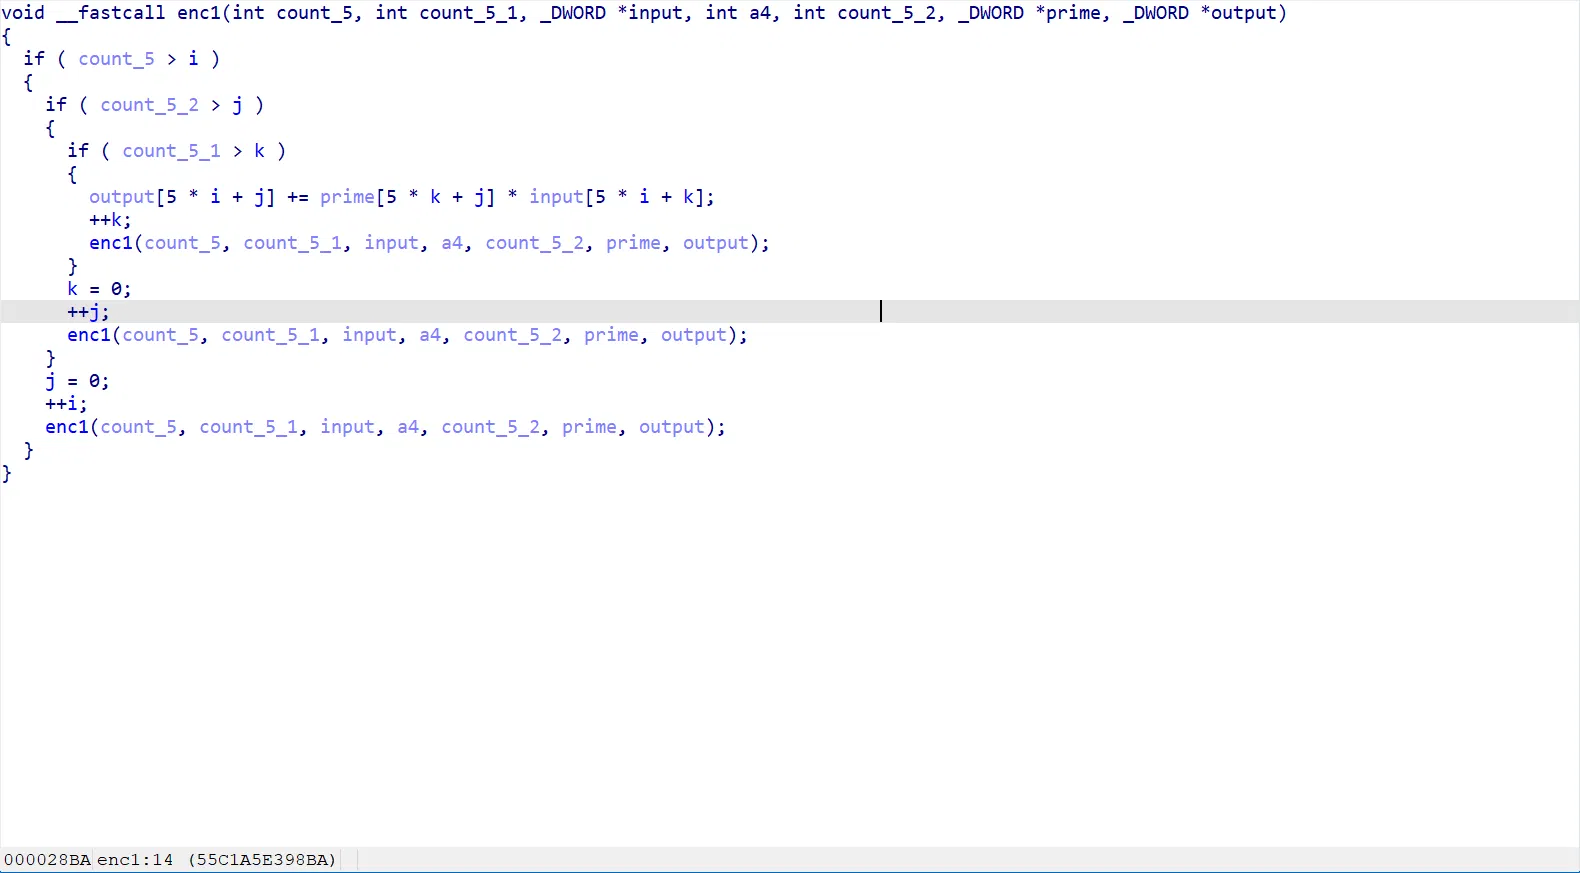 void __fastcall enc1(int count_5, int count_5_1, _DWORD *input, int a4, int count_5_2, _DWORD *prime, _DWORD *output)
{
  if ( count_5 > i )
  {
    if ( count_5_2 > j )
    {
      if ( count_5_1 > k )
      {
        output[5 * i + j] += prime[5 * k + j] * input[5 * i + k];
        ++k;
        enc1(count_5, count_5_1, input, a4, count_5_2, prime, output);
      }
      k = 0;
      ++j;
      enc1(count_5, count_5_1, input, a4, count_5_2, prime, output);
    }
    j = 0;
    ++i;
    enc1(count_5, count_5_1, input, a4, count_5_2, prime, output);
  }
}
000028BA enc1:14 (55C1A5E398BA)